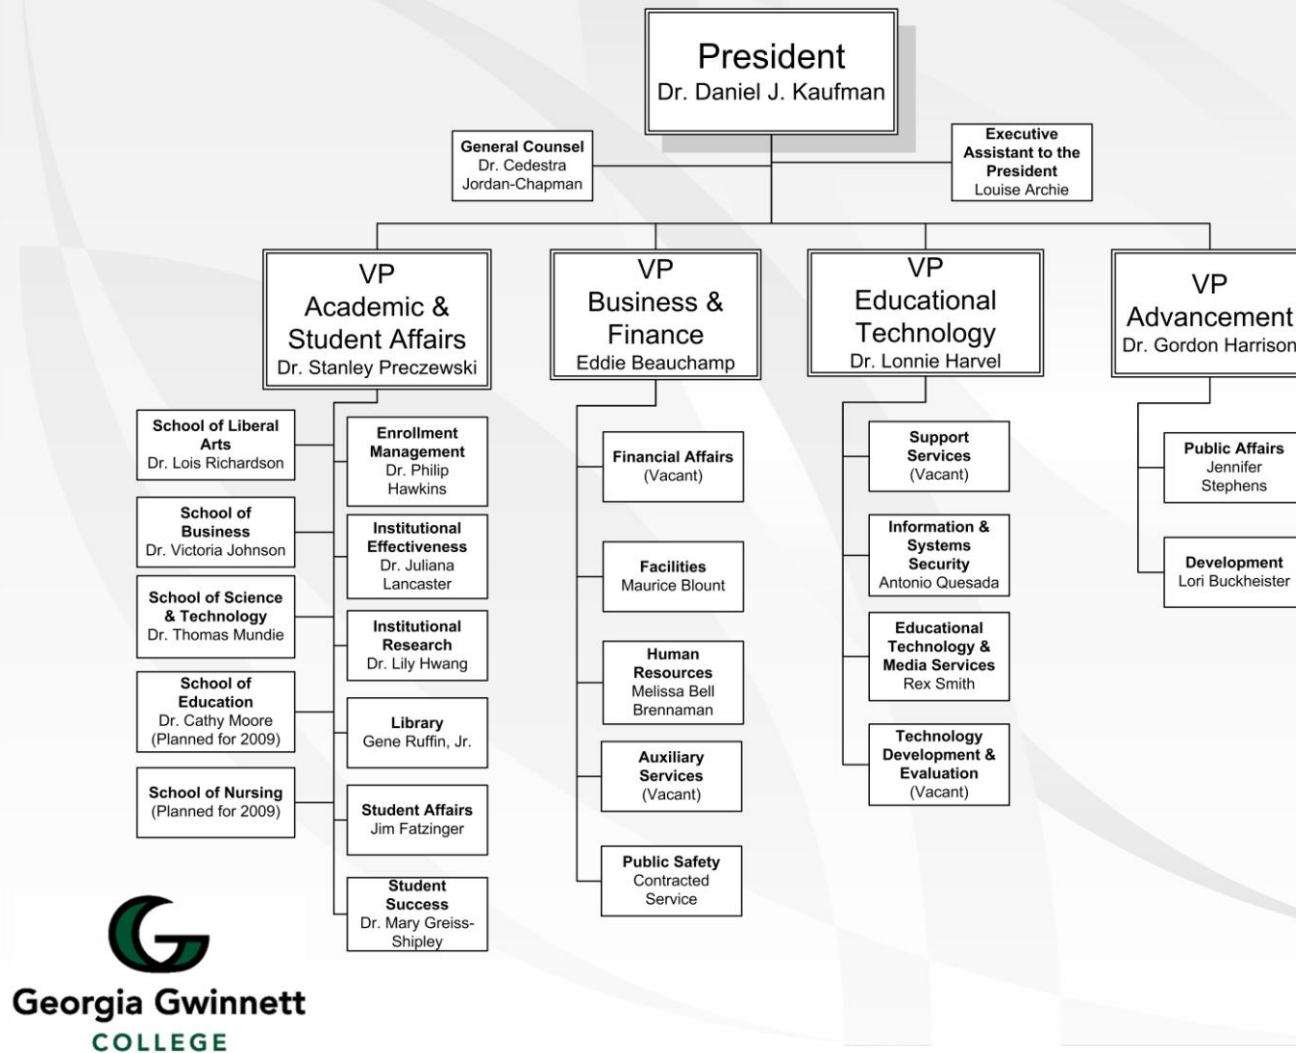 President
Dr. Daniel J. Kaufman
General Counsel
Dr. Cedestra
Jordan-Chapman
Executive
Assistant to the
President
Louise Archie
VP
Academic &
Student Affairs
Dr. Stanley Preczewski
VP
Business &
Finance
Eddie Beauchamp
VP
Educational
Technology
Dr. Lonnie Harvel
VP
Advancement
Dr. Gordon Harrison
School of Liberal
Arts
Dr. Lois Richardson
School of
Business
Dr. Victoria Johnson
School of Science
& Technology
Dr. Thomas Mundie
School of
Education
Dr. Cathy Moore
(Planned for 2009)
School of Nursing
(Planned for 2009)
Enrollment
Management
Dr. Philip
Hawkins
Institutional
Effectiveness
Dr. Juliana
Lancaster
Institutional
Research
Dr. Lily Hwang
Library
Gene Ruffin, Jr.
Student Affairs
Jim Fatzinger
Student
Success
Dr. Mary Greiss-
Shipley
Financial Affairs
(Vacant)
Facilities
Maurice Blount
Human
Resources
Melissa Bell
Brennaman
Auxiliary
Services
(Vacant)
Public Safety
Contracted
Service
Support
Services
(Vacant)
Information &
Systems
Security
Antonio Quesada
Educational
Technology &
Media Services
Rex Smith
Technology
Development &
Evaluation
(Vacant)
Public Affairs
Jennifer
Stephens
Development
Lori Buckheister
Georgia Gwinnett
COLLEGE